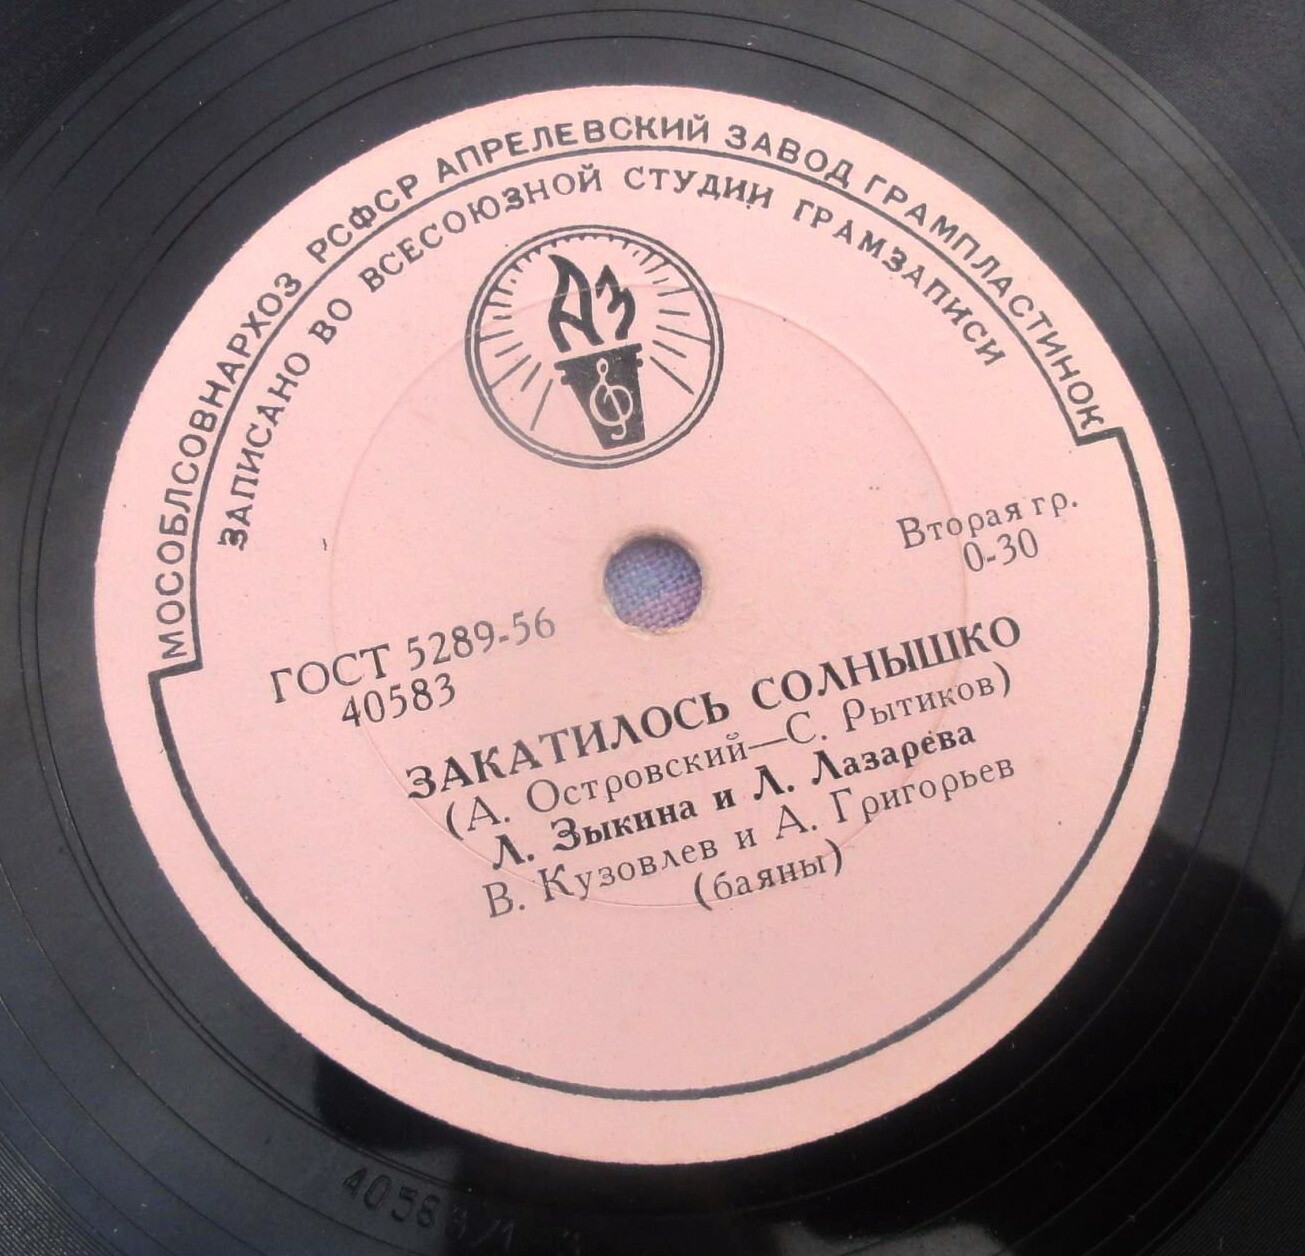 МОСОБЛСОВНАРХОЗ РСФСР АПРЕЛЕВСКИЙ ЗАВОД ГРАМПЛАСТИНОК
ЗАПИСАНО ВО ВСЕСОЮЗНОЙ СТУДИИ ГРАМЗАПИСИ
АЗ
Вторая гр.
0-30
ГОСТ 5289-56
40583
ЗАКАТИЛОСЬ СОЛНЫШКО
(А. Островский—С. Рытиков)
Л. Зыкина и Л. Лазарева
В. Кузовлев и А. Григорьев
(баяны)